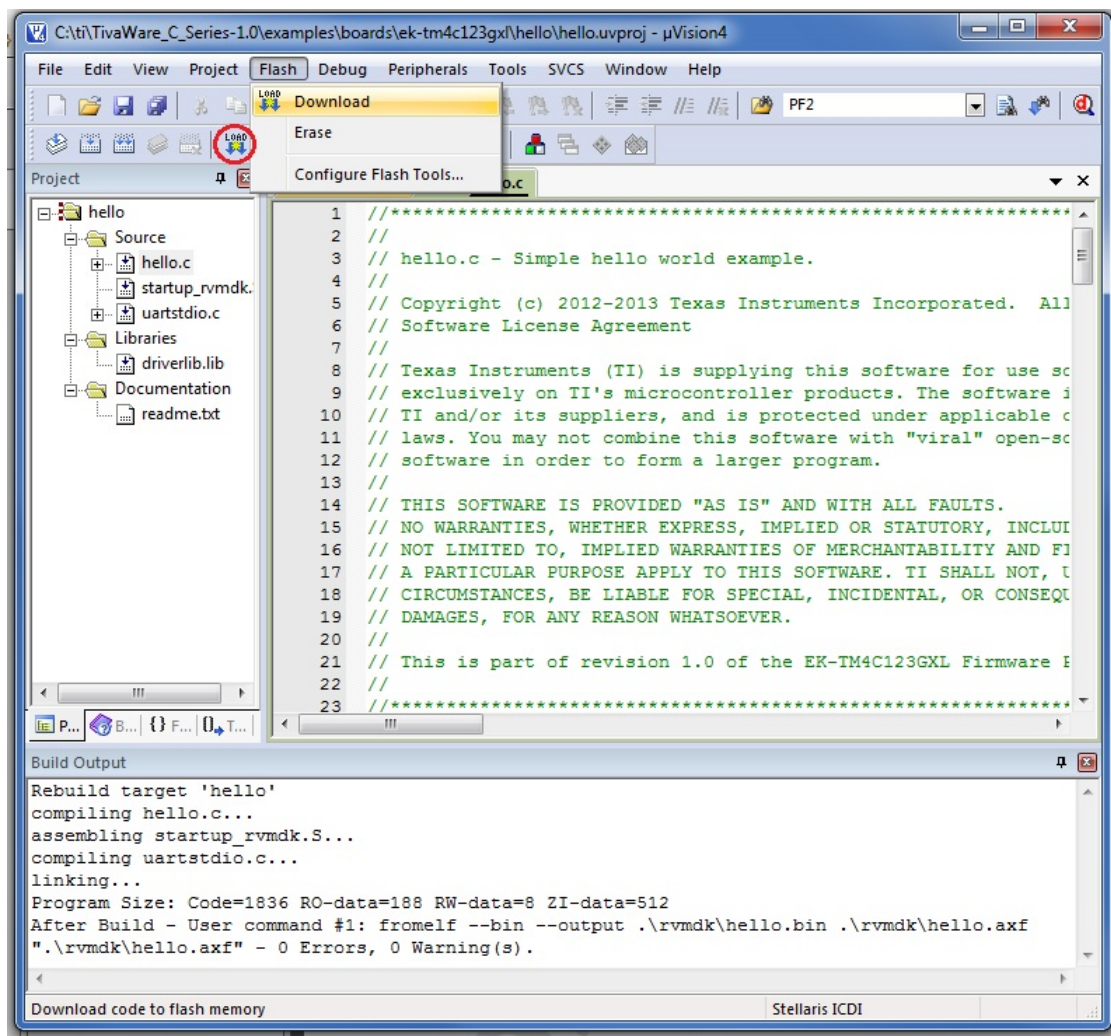 C:\ti\TivaWare_C_Series-1.0\examples\boards\ek-tm4c123gxl\hello\hello.uvproj - µVision4
File Edit View Project Flash Debug Peripherals Tools SVCS Window Help
LOAD Download
PF2
Erase
LOAD
Configure Flash Tools...
Project
o.c
hello
Source
hello.c
startup_rvmdk.
uartstdio.c
Libraries
driverlib.lib
Documentation
readme.txt
1 //*************************************************************
2 //
3 // hello.c - Simple hello world example.
4 //
5 // Copyright (c) 2012-2013 Texas Instruments Incorporated.  All
6 // Software License Agreement
7 //
8 // Texas Instruments (TI) is supplying this software for use
9 // exclusively on TI's microcontroller products. The software
10 // TI and/or its suppliers, and is protected under applicable
11 // laws. You may not combine this software with "viral"
12 // software in order to form a larger program.
13 //
14 // THIS SOFTWARE IS PROVIDED "AS IS" AND WITH ALL FAULTS.
15 // NO WARRANTIES, WHETHER EXPRESS, IMPLIED OR STATUTORY,
16 // NOT LIMITED TO, IMPLIED WARRANTIES OF MERCHANTABILITY AND
17 // A PARTICULAR PURPOSE APPLY TO THIS SOFTWARE. TI SHALL NOT,
18 // CIRCUMSTANCES, BE LIABLE FOR SPECIAL, INCIDENTAL, OR
19 // DAMAGES, FOR ANY REASON WHATSOEVER.
20 //
21 // This is part of revision 1.0 of the EK-TM4C123GXL Firmware
22 //
23 //*************************************************************
P... B... {} F... 0 T...
Build Output
Rebuild target 'hello'
compiling hello.c...
assembling startup_rvmdk.S...
compiling uartstdio.c...
linking...
Program Size: Code=1836 RO-data=188 RW-data=8 ZI-data=512
After Build - User command #1: fromelf --bin --output .\rvmdk\hello.bin .\rvmdk\hello.axf
".\rvmdk\hello.axf" - 0 Errors, 0 Warning(s).
Download code to flash memory Stellaris ICDI